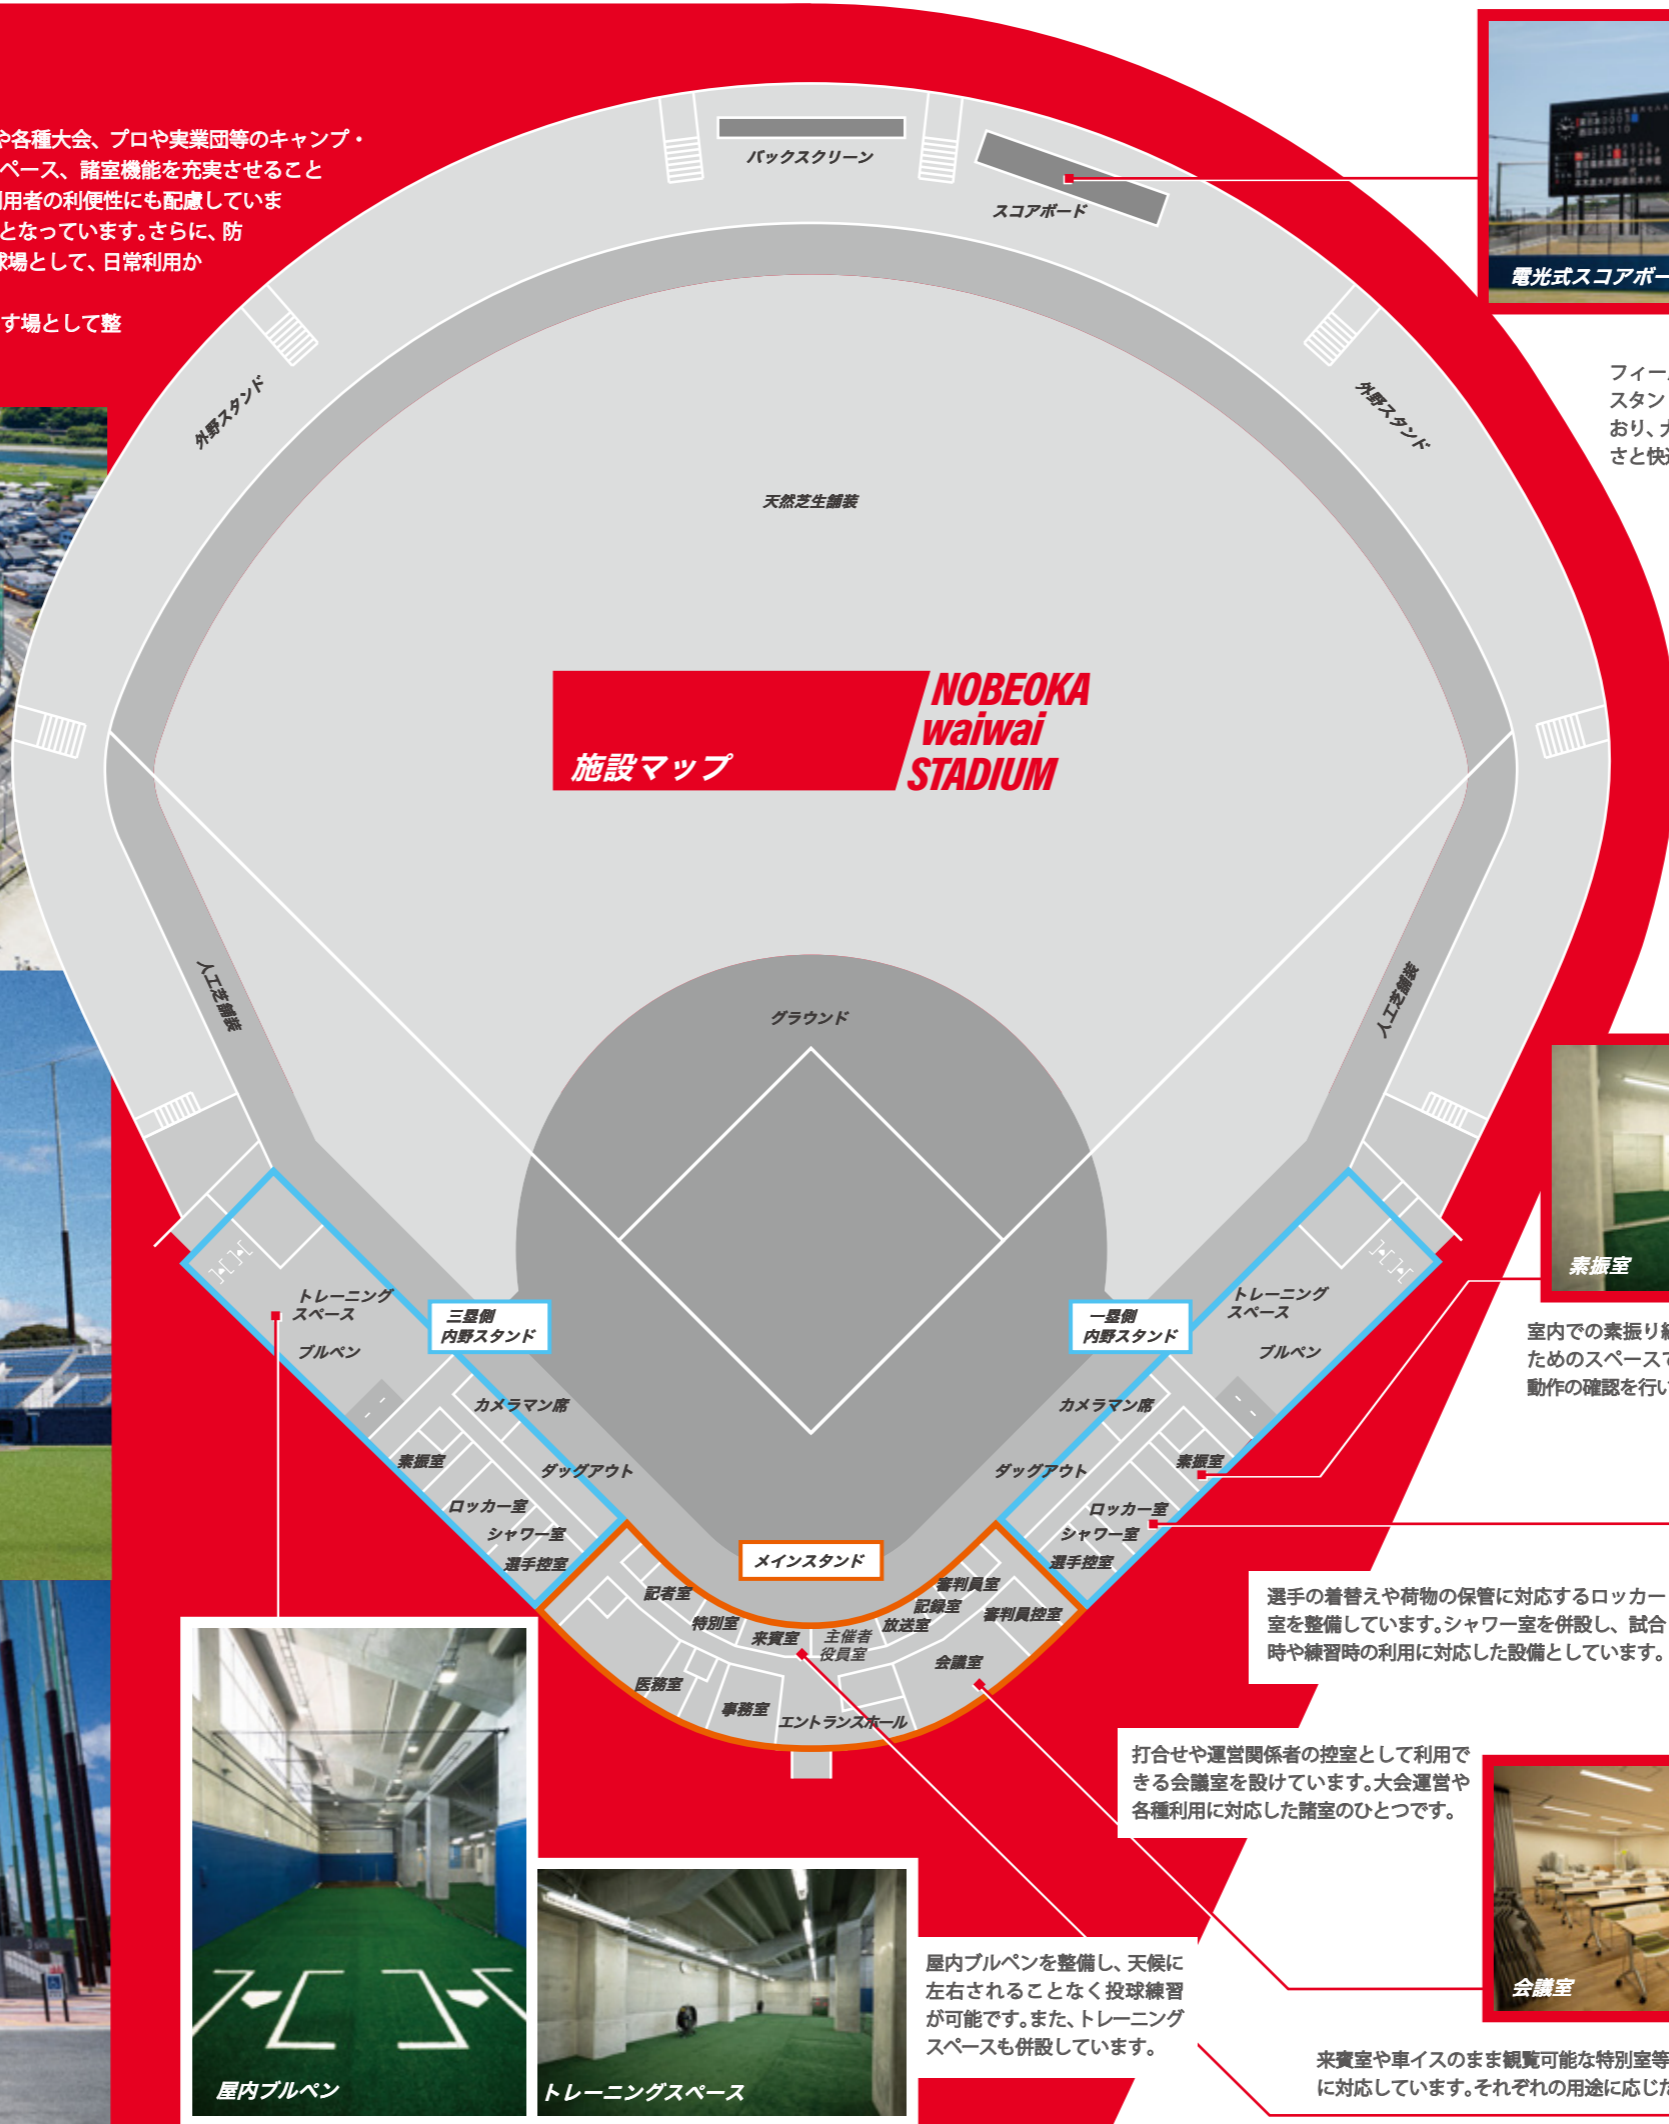 や各種大会、プロや実業団等のキャンプ・
ペース、諸室機能を充実させること
用者の利便性にも配慮していま
となっています。さらに、防
球場として、日常利用か
す場として整
バックスクリーン
スコアボード
電光式スコアボー
外野スタンド
外野スタンド
フィー
スタン
おり、
さと快
天然芝生舗装
施設マップ
NOBEOKA
waiwai
STADIUM
人工芝舗装
人工芝舗装
グラウンド
素振室
室内での素振り
ためのスペースで
動作の確認を行い
トレーニング
スペース
ブルペン
三塁側
内野スタンド
一塁側
内野スタンド
トレーニング
スペース
ブルペン
カメラマン席
カメラマン席
素振室
ダッグアウト
ダッグアウト
素振室
ロッカー室
シャワー室
選手控室
ロッカー室
シャワー室
選手控室
メインスタンド
記者室
特別室
来賓室
主催者
役員室
放送室
記録室
審判員室
審判員控室
会議室
医務室
事務室
エントランスホール
選手の着替えや荷物の保管に対応するロッカー
室を整備しています。シャワー室を併設し、試合
時や練習時の利用に対応した設備としています。
打合せや運営関係者の控室として利用で
きる会議室を設けています。大会運営や
各種利用に対応した諸室のひとつです。
会議室
屋内ブルペンを整備し、天候に
左右されることなく投球練習
が可能です。また、トレーニング
スペースも併設しています。
屋内ブルペン
トレーニングスペース
来賓室や車イスのまま観覧可能な特別室等
に対応しています。それぞれの用途に応じた